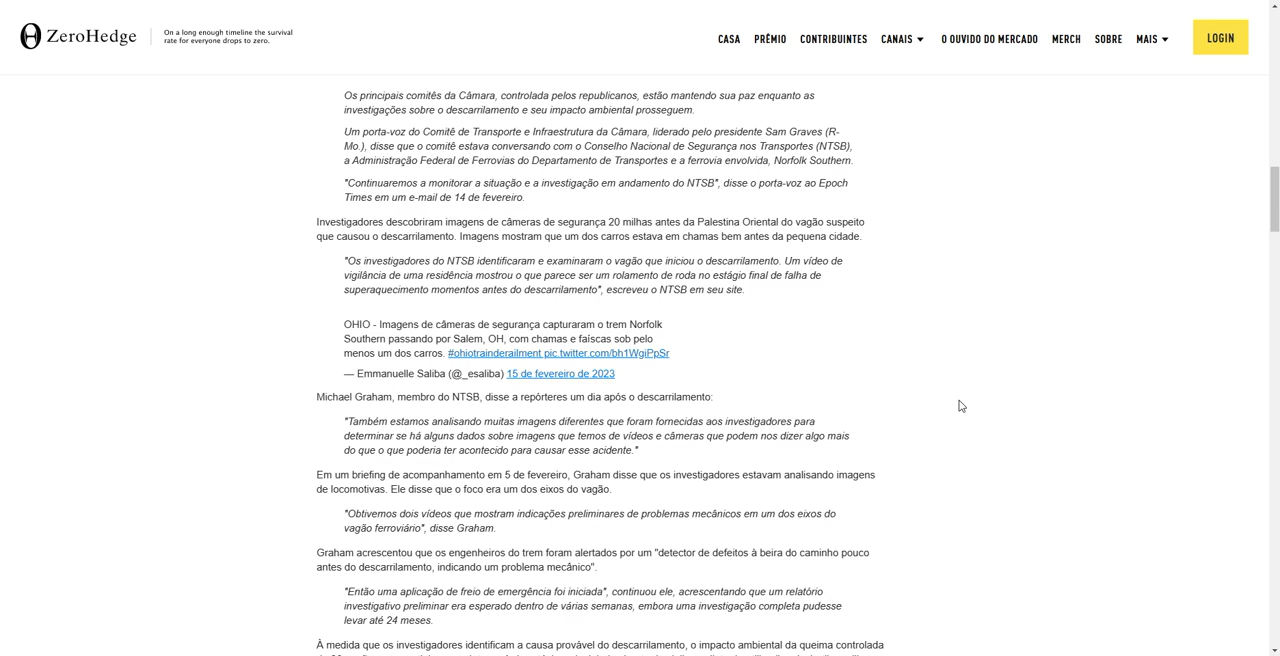 ZeroHedge
On a long enough timeline the survival
rate for everyone drops to zero.
CASA PRÊMIO CONTRIBUINTES CANAIS O OUVIDO DO MERCADO MERCH SOBRE MAIS LOGIN
Os principais comitês da Câmara, controlada pelos republicanos, estão mantendo sua paz enquanto as
investigações sobre o descarrilamento e seu impacto ambiental prosseguem.
Um porta-voz do Comitê de Transporte e Infraestrutura da Câmara, liderado pelo presidente Sam Graves (R-
Mo.), disse que o comitê estava conversando com o Conselho Nacional de Segurança nos Transportes (NTSB),
a Administração Federal de Ferrovias do Departamento de Transportes e a ferrovia envolvida, Norfolk Southern.
"Continuaremos a monitorar a situação e a investigação em andamento do NTSB", disse o porta-voz ao Epoch
Times em um e-mail de 14 de fevereiro.
Investigadores descobriram imagens de câmeras de segurança 20 milhas antes da Palestina Oriental do vagão suspeito
que causou o descarrilamento. Imagens mostram que um dos carros estava em chamas bem antes da pequena cidade.
"Os investigadores do NTSB identificaram e examinaram o vagão que iniciou o descarrilamento. Um vídeo de
vigilância de uma residência mostrou o que parece ser um rolamento de roda no estágio final de falha de
superaquecimento momentos antes do descarrilamento", escreveu o NTSB em seu site.
OHIO - Imagens de câmeras de segurança capturaram o trem Norfolk
Southern passando por Salem, OH, com chamas e faíscas sob pelo
menos um dos carros. #ohiotrainderailment pic.twitter.com/bh1WgiPpSr
— Emmanuelle Saliba (@_esaliba) 15 de fevereiro de 2023
Michael Graham, membro do NTSB, disse a repórteres um dia após o descarrilamento:
"Também estamos analisando muitas imagens diferentes que foram fornecidas aos investigadores para
determinar se há alguns dados sobre imagens que temos de vídeos e câmeras que podem nos dizer algo mais
do que o que poderia ter acontecido para causar esse acidente."
Em um briefing de acompanhamento em 5 de fevereiro, Graham disse que os investigadores estavam analisando imagens
de locomotivas. Ele disse que o foco era um dos eixos do vagão.
"Obtivemos dois vídeos que mostram indicações preliminares de problemas mecânicos em um dos eixos do
vagão ferroviário", disse Graham.
Graham acrescentou que os engenheiros do trem foram alertados por um "detector de defeitos à beira do caminho pouco
antes do descarrilamento, indicando um problema mecânico".
"Então uma aplicação de freio de emergência foi iniciada", continuou ele, acrescentando que um relatório
investigativo preliminar era esperado dentro de várias semanas, embora uma investigação completa pudesse
levar até 24 meses.
À medida que os investigadores identificam a causa provável do descarrilamento, o impacto ambiental da queima controlada